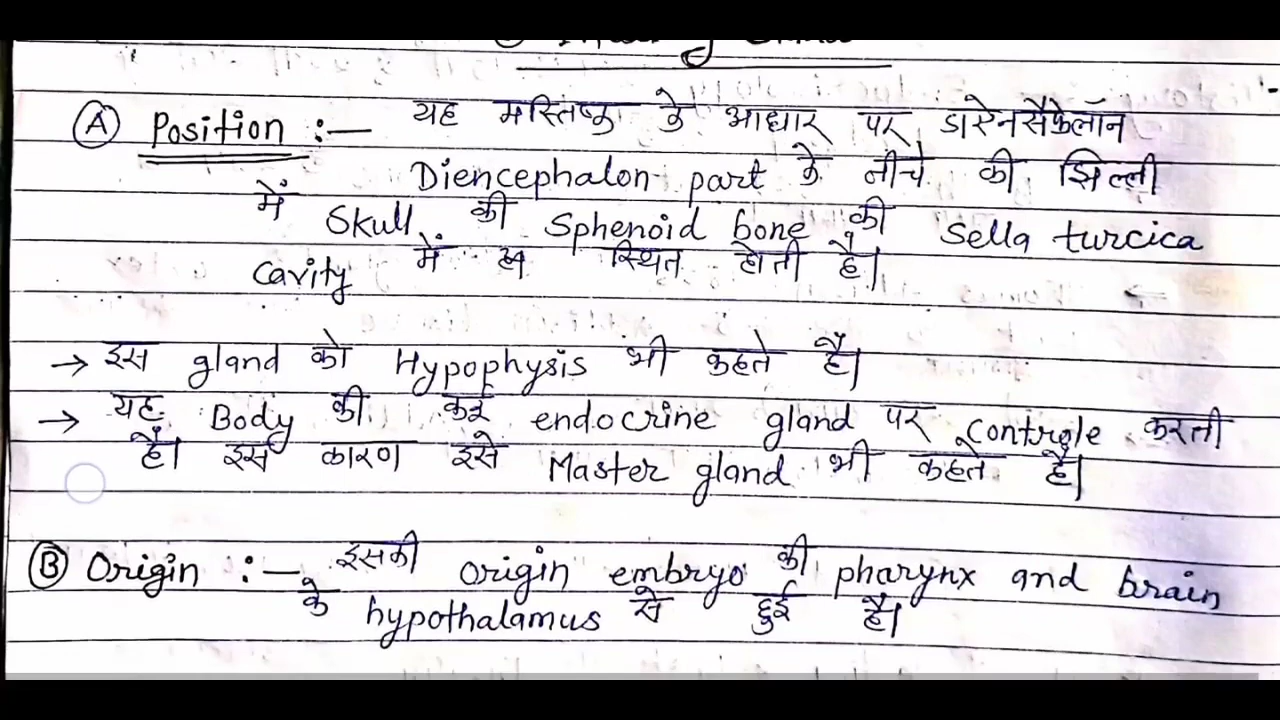 Ⓐ Position :— यह मस्तिष्क के आधार पर डाएनसैफेलॉन
Diencephalon part के नीचे की झिल्ली
में Skull की Sphenoid bone की Sella turcica
cavity में स्थित होती है।
→ इस gland को Hypophysis भी कहते हैं।
→ यह Body की कई endocrine gland पर Controle करती
है। इस कारण इसे Master gland भी कहते हैं।
Ⓑ Origin :— इसकी origin embryo की pharynx and brain
के hypothalamus से हुई है।